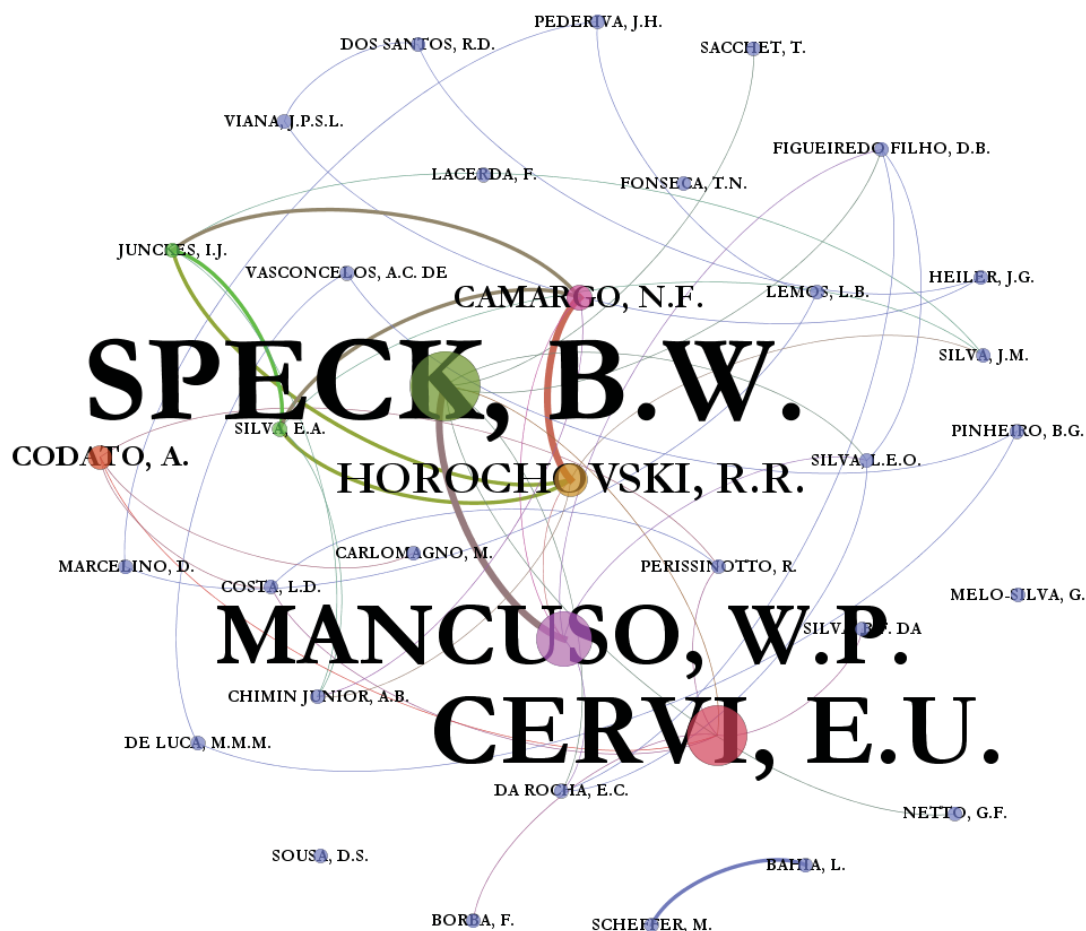 PEDERIVA, J.H.
DOS SANTOS, R.D.
SACCHET, T.
VIANA, J.P.S.L.
FIGUEIREDO FILHO, D.B.
LACERDA, F.
FONSECA, T.N.
JUNCKES, I.J.
VASCONCELOS, A.C. DE
HEILER, J.G.
CAMARGO, N.F.
LEMOS, L.B.
SILVA, J.M.
SPECK, B.W.
SILVA, E.A.
PINHEIRO, B.G.
CODATO, A.
SILVA, L.E.O.
HOROCHOVSKI, R.R.
CARLOMAGNO, M.
MARCELINO, D.
PERISSINOTTO, R.
COSTA, L.D.
MELO-SILVA, G.
SILVA, B.F. DA
MANCUSO, W.P.
CHIMIN JUNIOR, A.B.
CERVI, E.U.
DE LUCA, M.M.M.
DA ROCHA, E.C.
NETTO, G.F.
SOUSA, D.S.
BAHIA, L.
BORBA, F.
SCHEFFER, M.